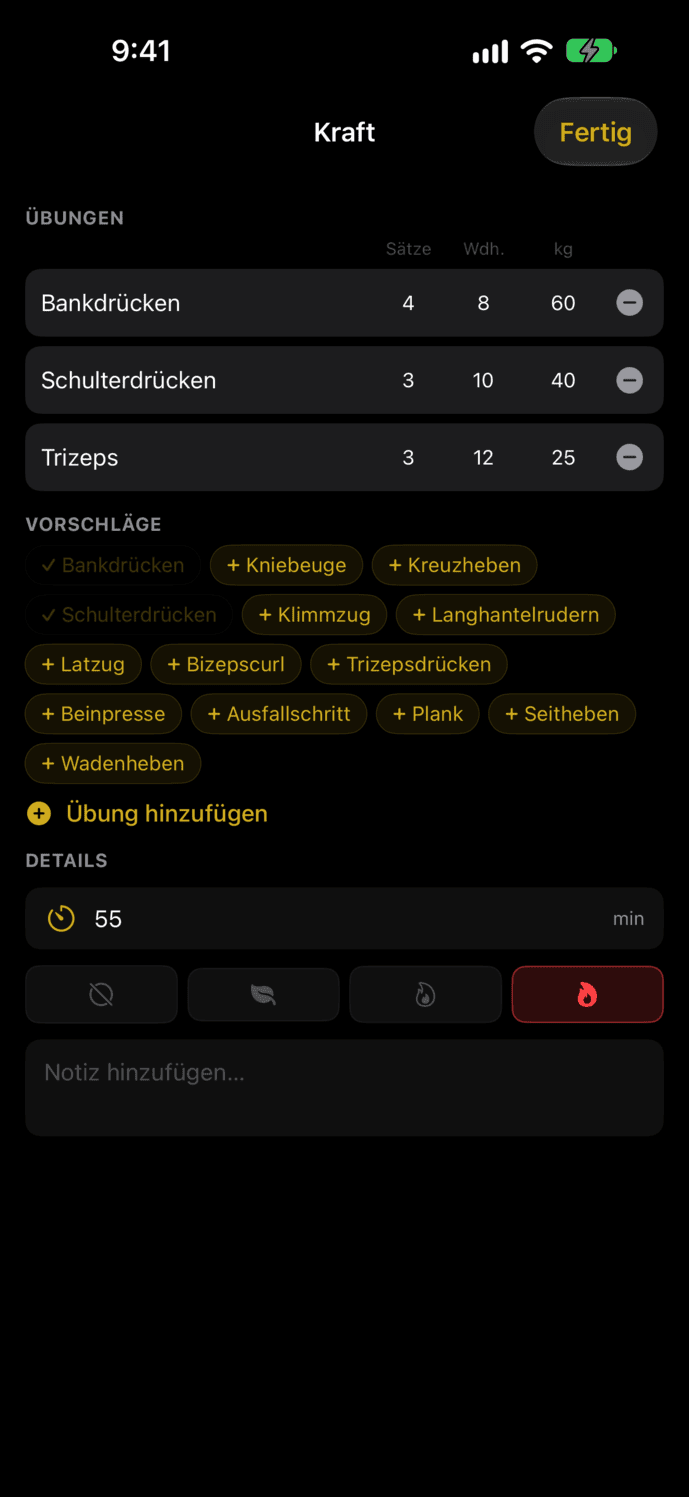 9:41
Kraft
Fertig
ÜBUNGEN
Sätze Wdh. kg
Bankdrücken 4 8 60
Schulterdrücken 3 10 40
Trizeps 3 12 25
VORSCHLÄGE
✓ Bankdrücken + Kniebeuge + Kreuzheben
✓ Schulterdrücken + Klimmzug + Langhantelrudern
+ Latzug + Bizepscurl + Trizepsdrücken
+ Beinpresse + Ausfallschritt + Plank + Seitheben
+ Wadenheben
Übung hinzufügen
DETAILS
55 min
Notiz hinzufügen...